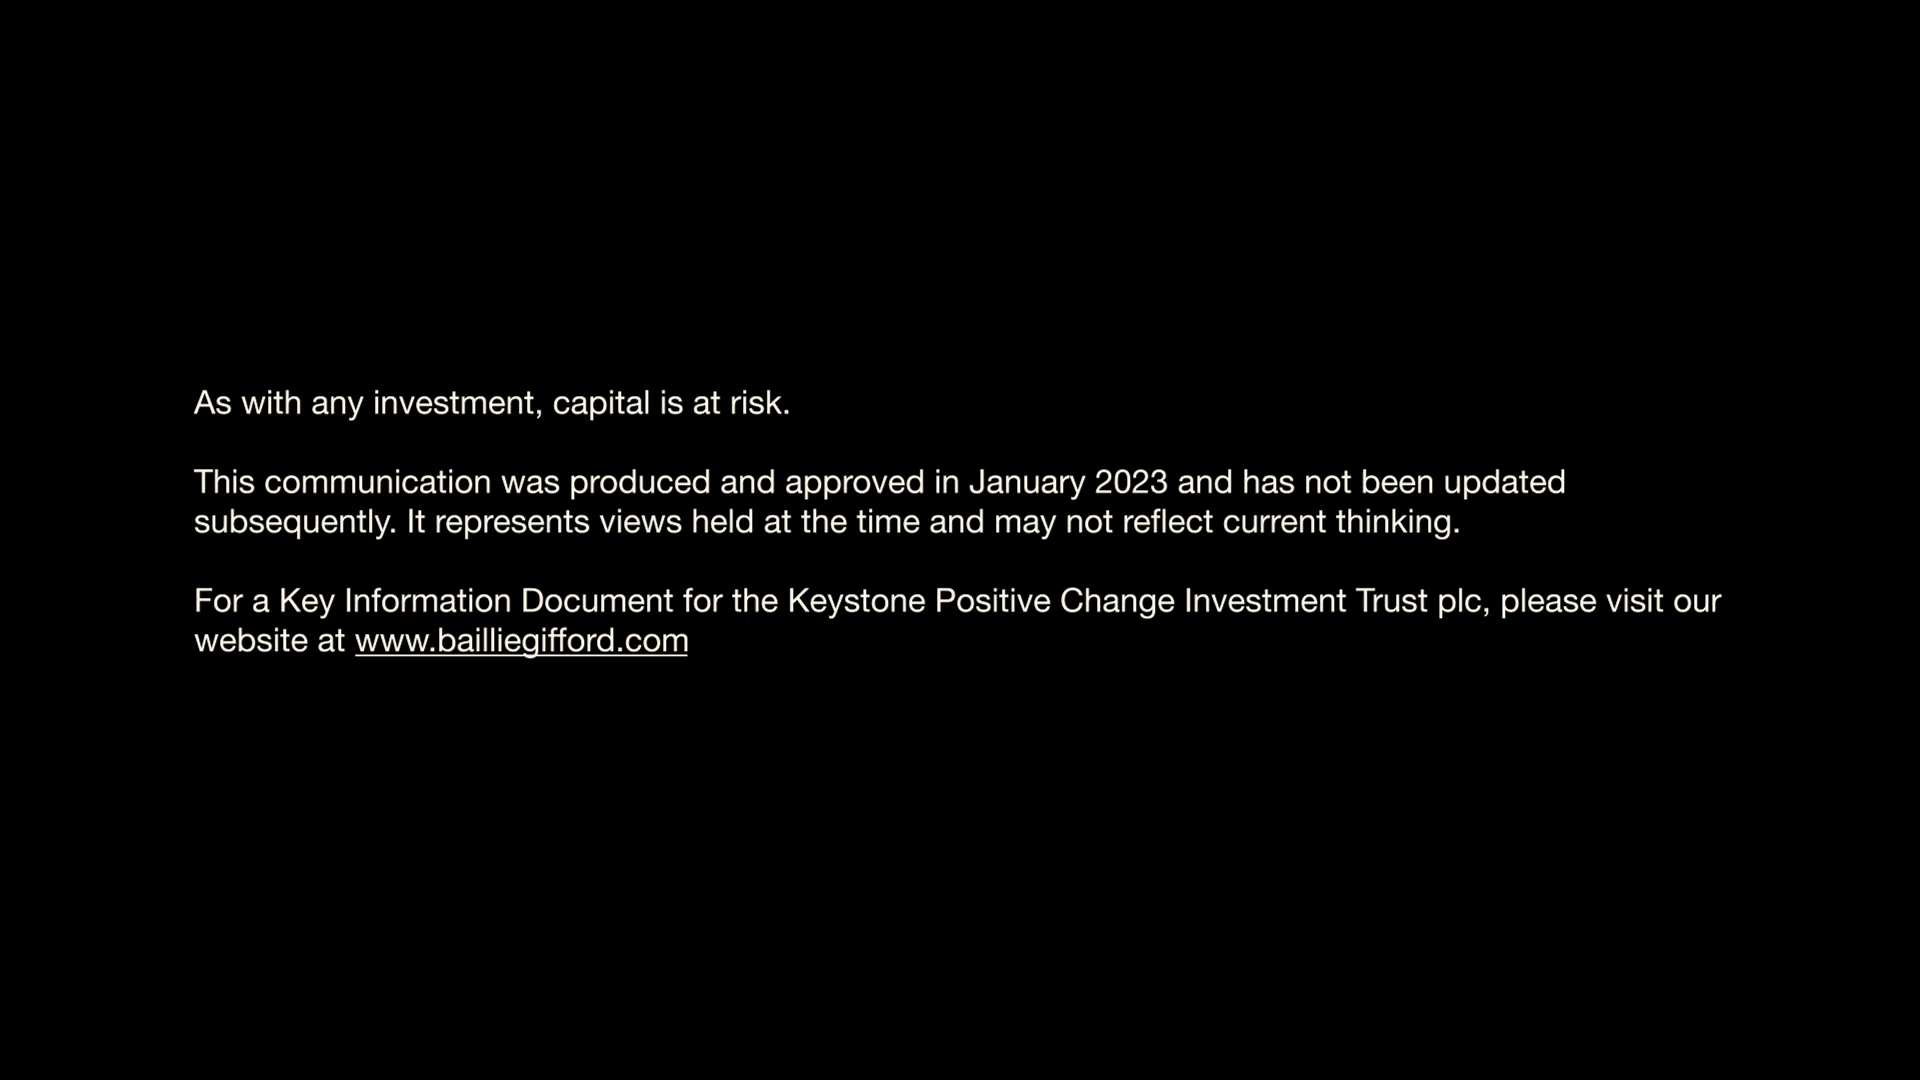 As with any investment, capital is at risk.
This communication was produced and approved in January 2023 and has not been updated
subsequently. It represents views held at the time and may not reflect current thinking.
For a Key Information Document for the Keystone Positive Change Investment Trust plc, please visit our
website at www.bailliegifford.com